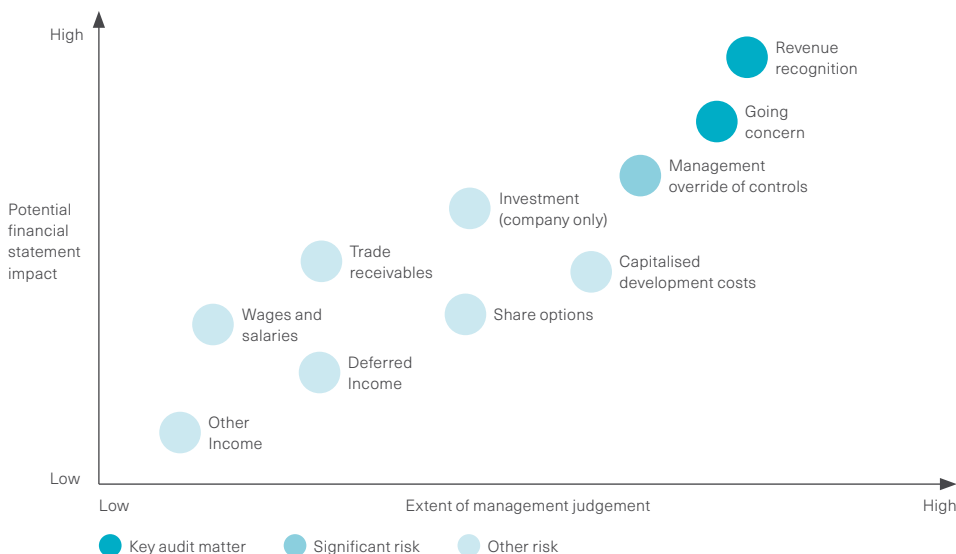 High
Revenue
recognition
Going
concern
Management
override of controls
Potential
financial
statement
impact
Investment
(company only)
Trade
receivables
Capitalised
development costs
Wages and
salaries
Share options
Deferred
Income
Other
Income
Low
Low
Extent of management judgement
High
Key audit matter
Significant risk
Other risk